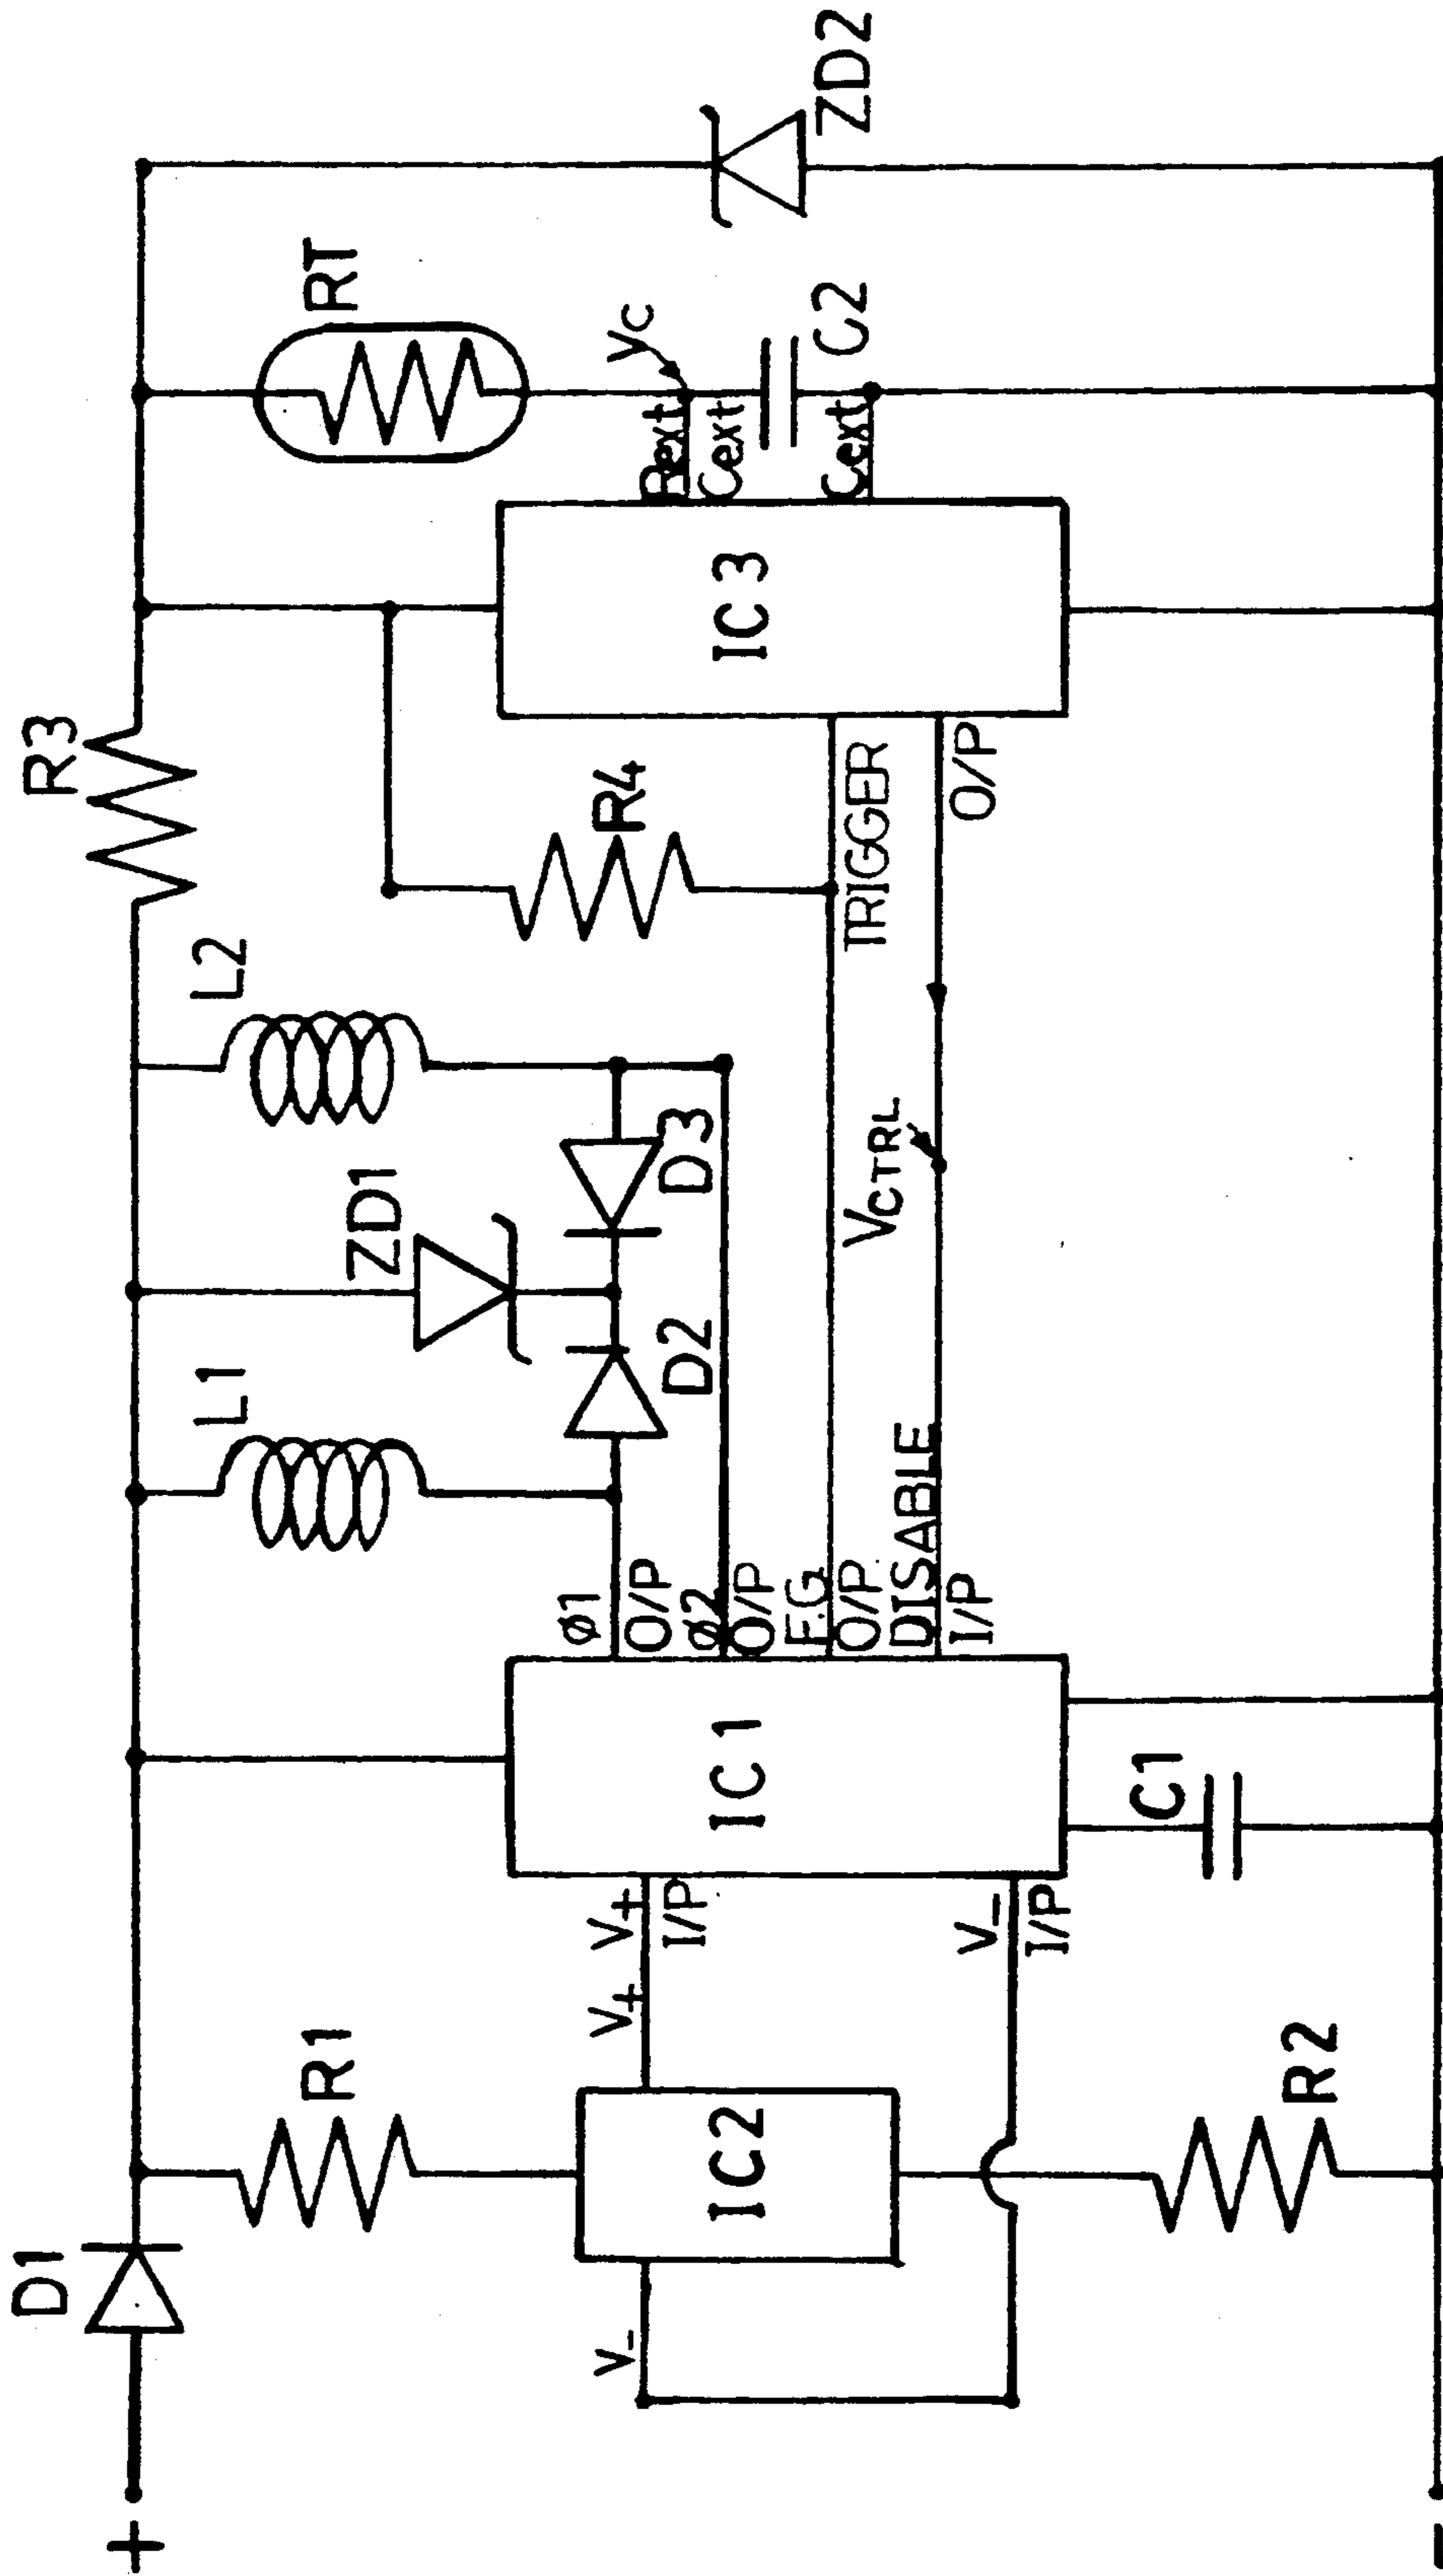 +
D1
R1
V-
IC2
V+
V+
I/P
V-
I/P
R2
IC1
C1
ø1
O/P
ø2
O/P
F.G.
O/P
DISABLE
I/P
L1
ZD1
D2
D3
L2
VCTRL
R3
R4
TRIGGER
O/P
IC3
Rext
Cext
Cext
VC
RT
C2
ZD2
-